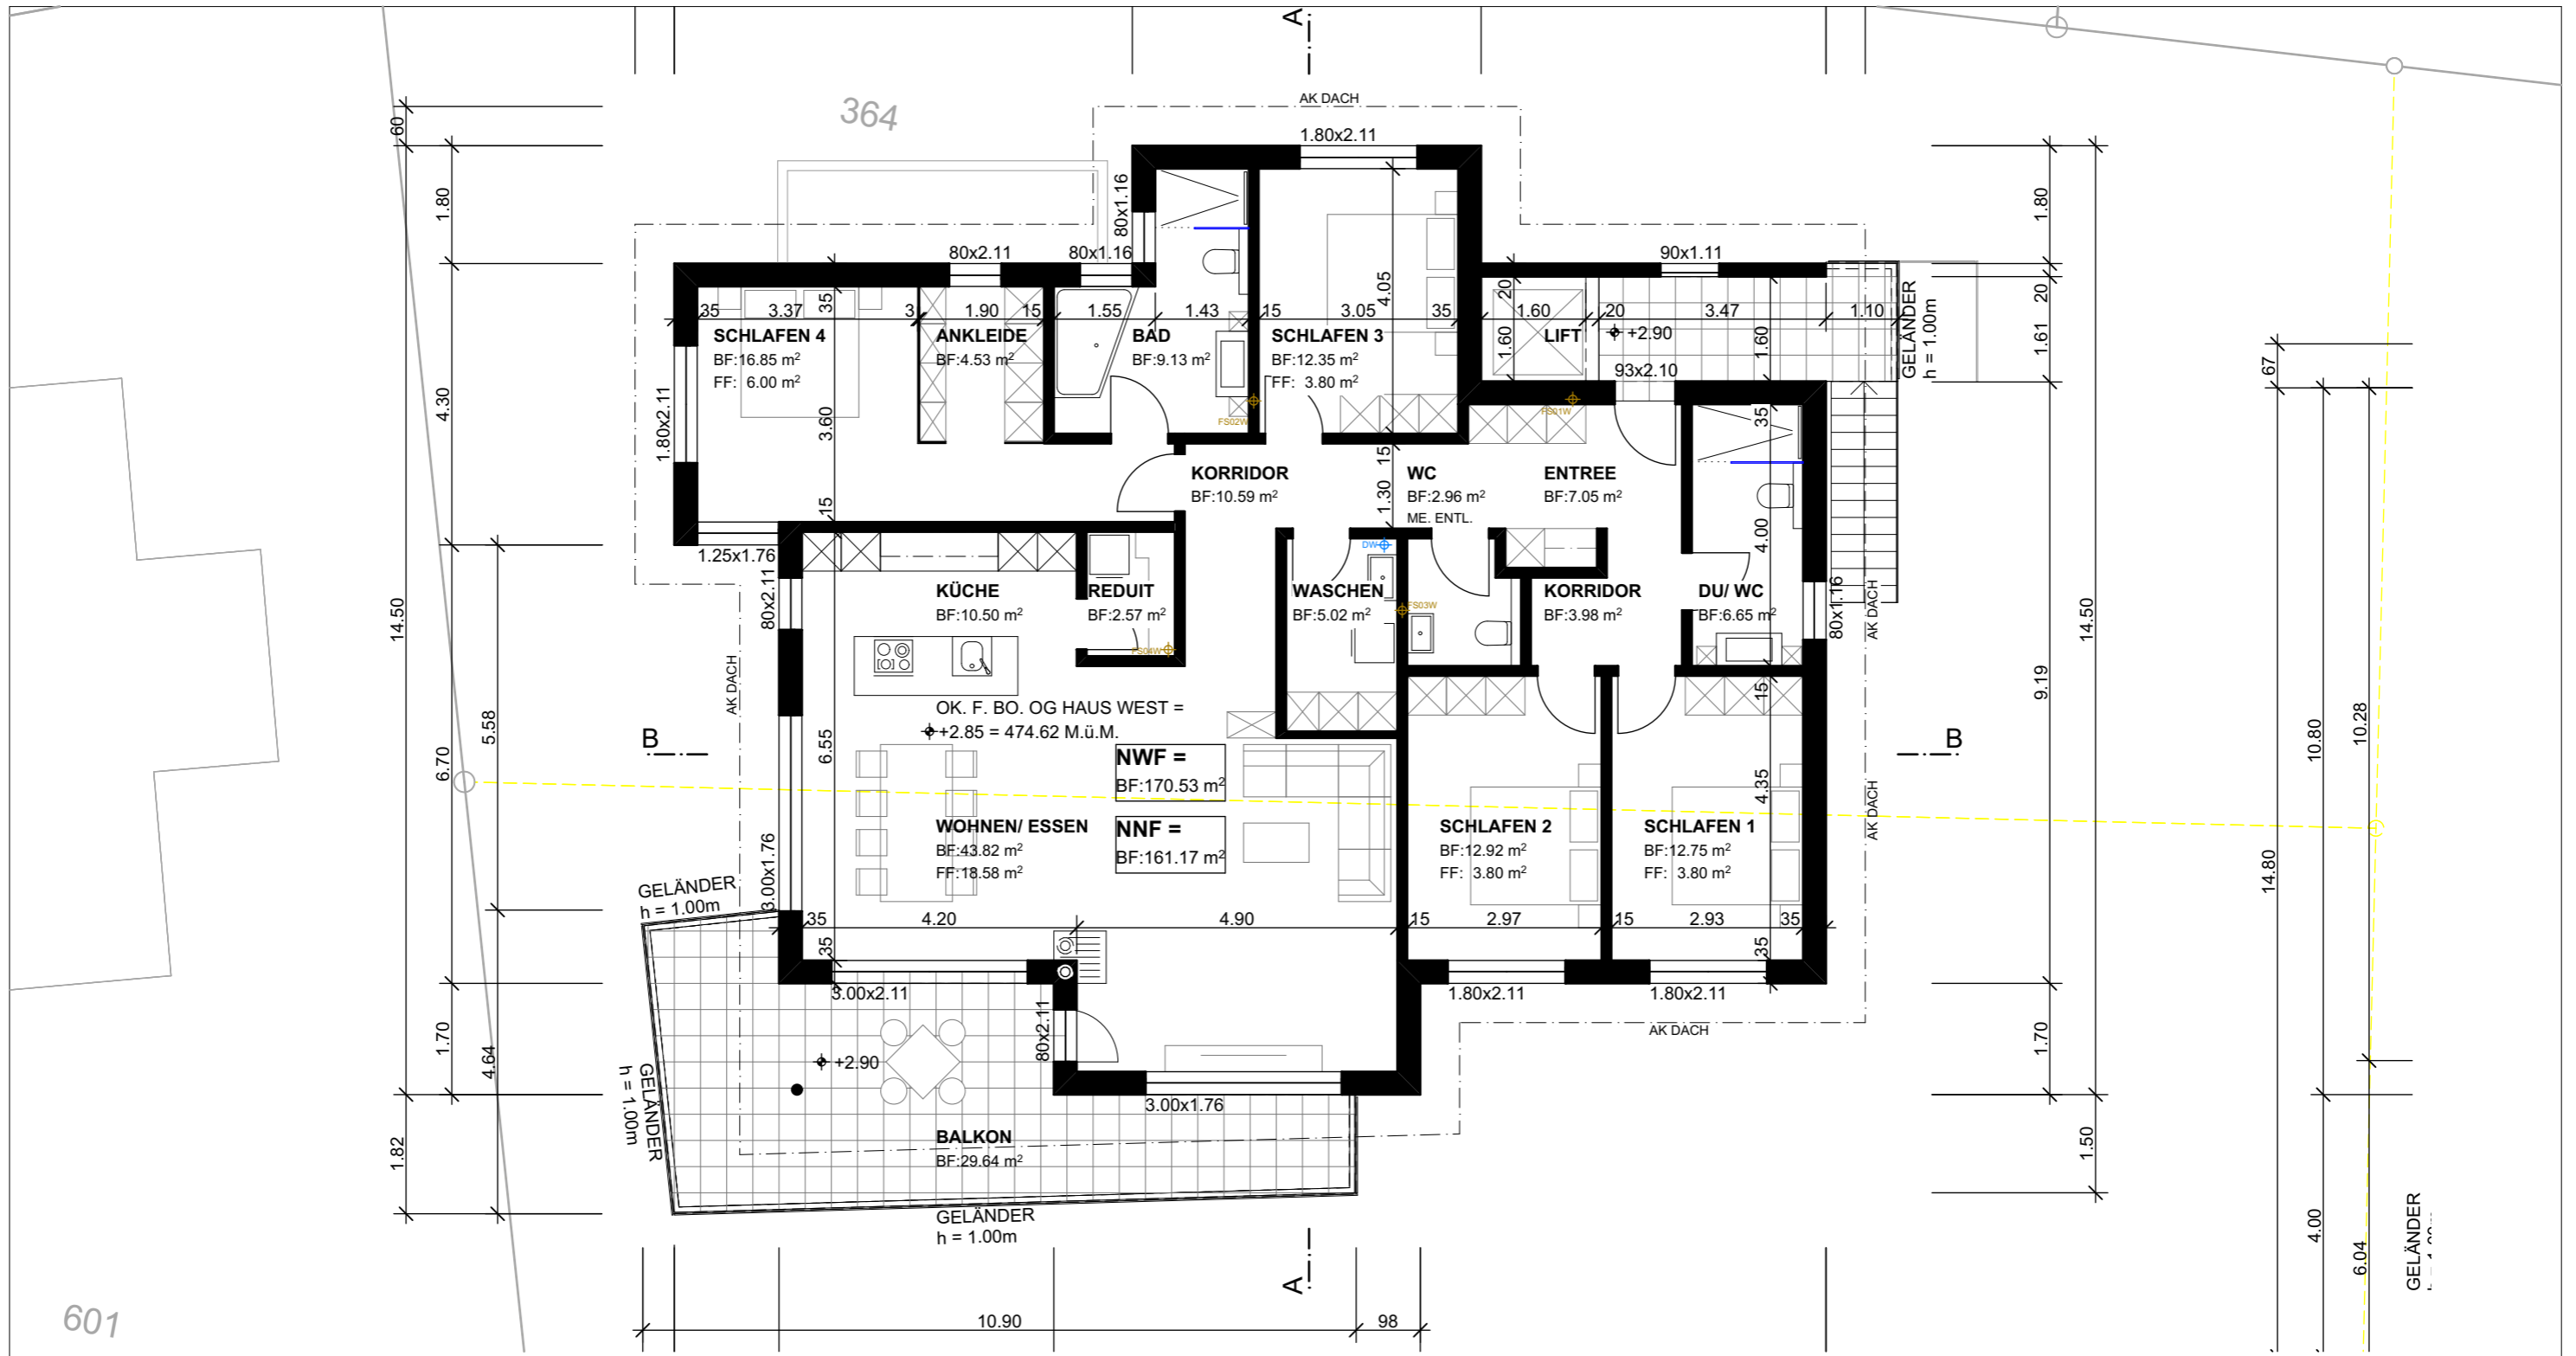 A
364
AK DACH
1.80x2.11
60
1.80
80x1.16
1.80
80x2.11
80x1.16
90x1.11
GELÄNDER
h = 1.00m
35
3.37
35
3
1.90
15
1.55
1.43
15
3.05
4.05
35
20
1.60
20
3.47
1.10
20
SCHLAFEN 4
BF:16.85 m²
FF: 6.00 m²
ANKLEIDE
BF:4.53 m²
BAD
BF:9.13 m²
SCHLAFEN 3
BF:12.35 m²
FF: 3.80 m²
LIFT
+2.90
1.60
1.60
1.61
93x2.10
67
4.30
1.80x2.11
3.60
15
FS02W
FS01W
35
KORRIDOR
BF:10.59 m²
15
1.30
WC
BF:2.96 m²
ME. ENTL.
ENTREE
BF:7.05 m²
4.00
1.25x1.76
80x2.11
DW
KÜCHE
BF:10.50 m²
REDUIT
BF:2.57 m²
WASCHEN
BF:5.02 m²
FS03W
KORRIDOR
BF:3.98 m²
DU/ WC
BF:6.65 m²
80x1.16
AK DACH
FS04W
14.50
14.50
9.19
AK DACH
15
5.58
6.70
10.80
10.28
OK. F. BO. OG HAUS WEST =
+2.85 = 474.62 M.ü.M.
B
B
6.55
NWF =
BF:170.53 m²
4.35
AK DACH
NNF =
BF:161.17 m²
WOHNEN/ ESSEN
BF:43.82 m²
FF:18.58 m²
SCHLAFEN 2
BF:12.92 m²
FF: 3.80 m²
SCHLAFEN 1
BF:12.75 m²
FF: 3.80 m²
3.00x1.76
14.80
GELÄNDER
h = 1.00m
35
4.20
4.90
15
2.97
15
2.93
35
35
35
3.00x2.11
1.80x2.11
1.80x2.11
AK DACH
80x2.11
1.70
4.64
1.70
+2.90
GELÄNDER
h = 1.00m
3.00x1.76
1.82
BALKON
BF:29.64 m²
1.50
GELÄNDER
h = 1.00m
4.00
6.04
GELÄNDER
A
601
10.90
98